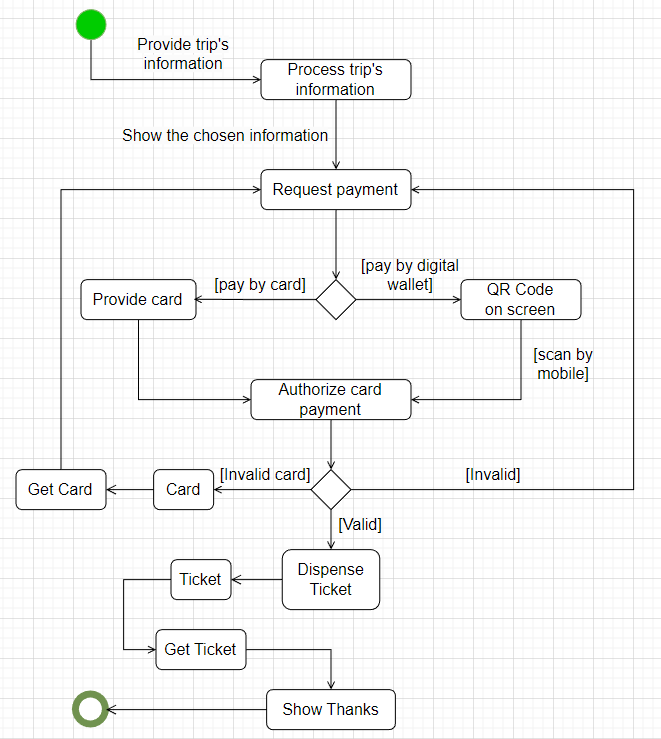 Provide trip's
information
Process trip's
information
Show the chosen information
Request payment
[pay by card]
[pay by digital
wallet]
Provide card
QR Code
on screen
[scan by
mobile]
Authorize card
payment
[Invalid card]
[Invalid]
Get Card
Card
[Valid]
Dispense
Ticket
Ticket
Get Ticket
Show Thanks